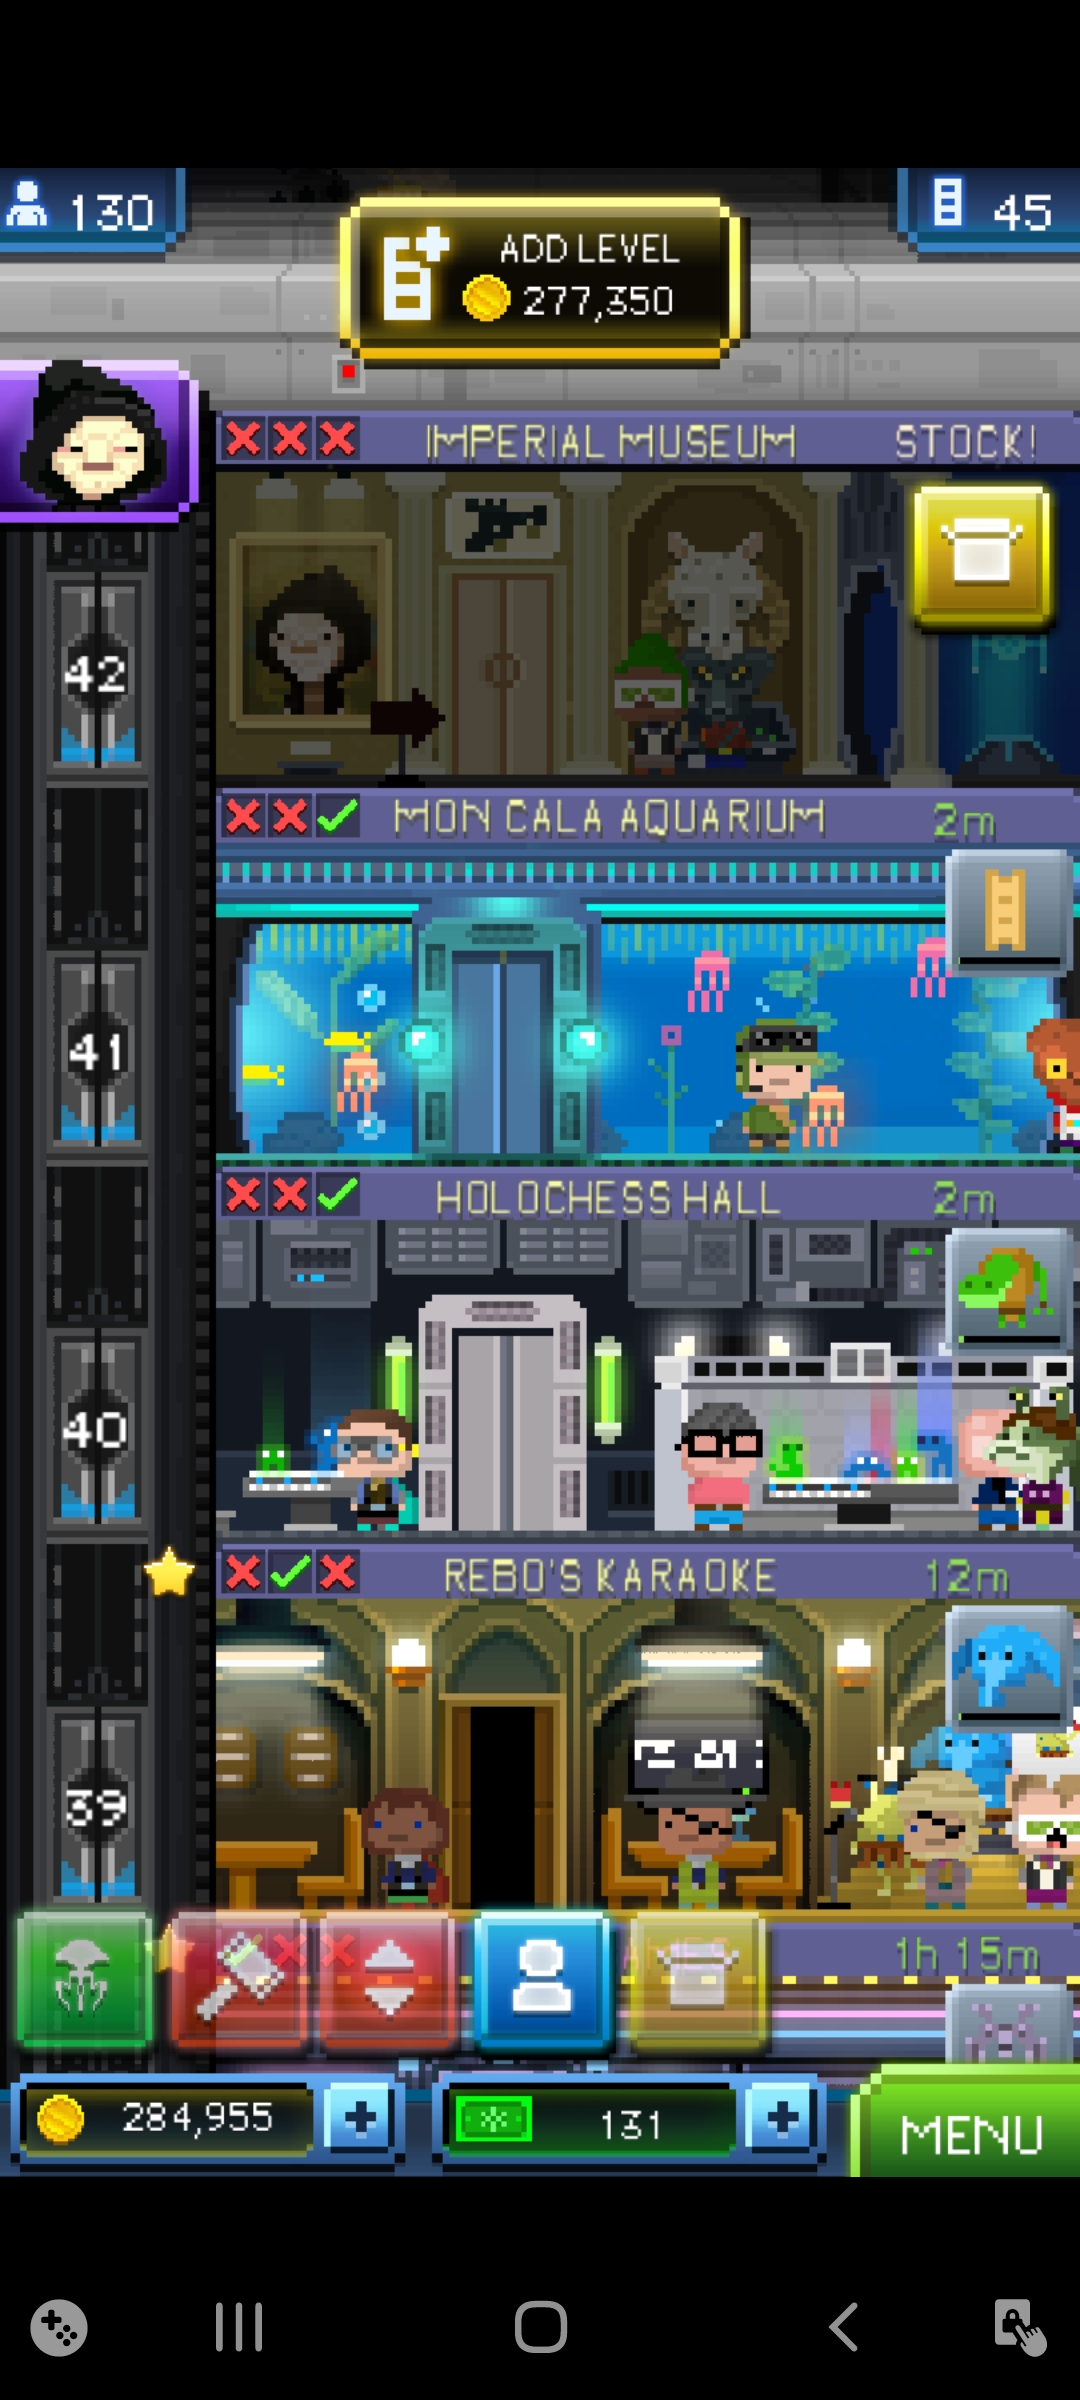 130
ADD LEVEL
277,350
45
IMPERIAL MUSEUM STOCK!
42
MON CALA AQUARIUM 2m
41
HOLOCHESS HALL 2m
40
REBO'S KARAOKE 12m
39
1h 15m
284,955 + 131 + MENU